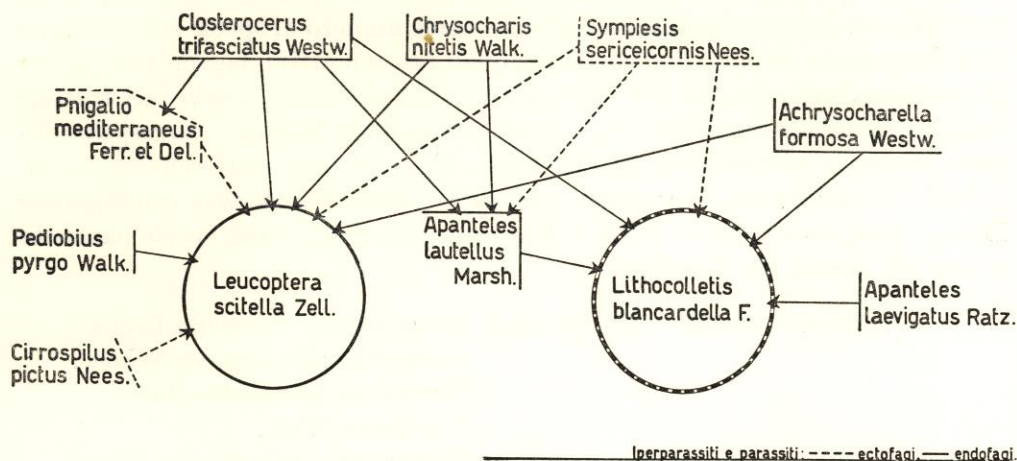 Closterocerus
trifasciatus Westw.
Chrysocharis
nitetis Walk.
Sympiesis
sericeicornis Nees.
Pnigalio
mediterraneus
Ferr. et Del.
Achrysocharella
formosa Westw.
Pediobius
pyrgo Walk.
Leucoptera
scitella Zell.
Apanteles
lautellus
Marsh.
Lithocolletis
blancardella F.
Apanteles
laevigatus Ratz.
Cirrospilus
pictus Nees.
Iperparassiti e parassiti: ---- ectofagi, —— endofagi.